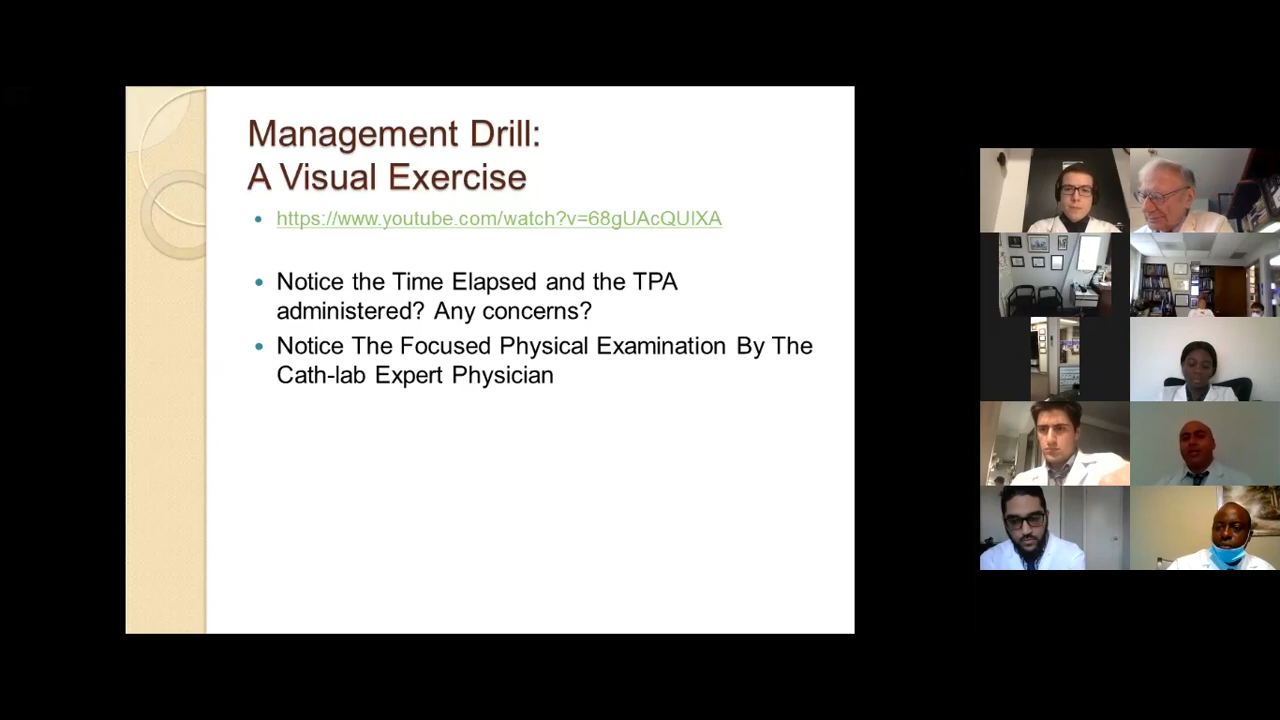 Management Drill:
A Visual Exercise
https://www.youtube.com/watch?v=68gUAcQUlXA
Notice the Time Elapsed and the TPA
administered? Any concerns?
Notice The Focused Physical Examination By The
Cath-lab Expert Physician